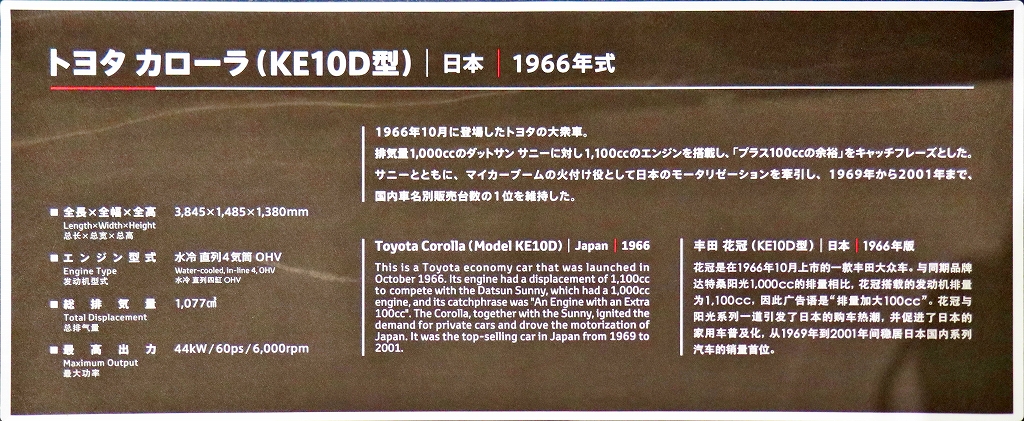 トヨタ カローラ（KE10D型） | 日本 | 1966年式
1966年10月に登場したトヨタの大衆車。
排気量1,000ccのダットサン サニーに対し1,100ccのエンジンを搭載し、「プラス100ccの余裕」をキャッチフレーズとした。
サニーとともに、マイカーブームの火付け役として日本のモータリゼーションを牽引し、1969年から2001年まで、
国内車名別販売台数の1位を維持した。
■ 全長×全幅×全高 3,845×1,485×1,380mm
Length×Width×Height
总长×总宽×总高
■ エンジン型式 水冷 直列4気筒 OHV
Engine Type Water-cooled, in-line 4, OHV
发动机型式 水冷 直列四缸 OHV
■ 総排気量 1,077㎤
Total Displacement
总排气量
■ 最高出力 44kW/60ps/6,000rpm
Maximum Output
最大功率
Toyota Corolla (Model KE10D) | Japan | 1966
This is a Toyota economy car that was launched in
October 1966. Its engine had a displacement of 1,100cc
to compete with the Datsun Sunny, which had a 1,000cc
engine, and its catchphrase was "An Engine with an Extra
100cc". The Corolla, together with the Sunny, ignited the
demand for private cars and drove the motorization of
Japan. It was the top-selling car in Japan from 1969 to
2001.
丰田 花冠（KE10D型） | 日本 | 1966年版
花冠是在1966年10月上市的一款丰田大众车。与同期品牌
达特桑阳光1,000cc的排量相比，花冠搭载的发动机排量
为1,100cc，因此广告语是“排量加大100cc”。花冠与
阳光系列一道引发了日本的购车热潮，并促进了日本的
家用车普及化，从1969年到2001年间稳居日本国内系列
汽车的销量首位。